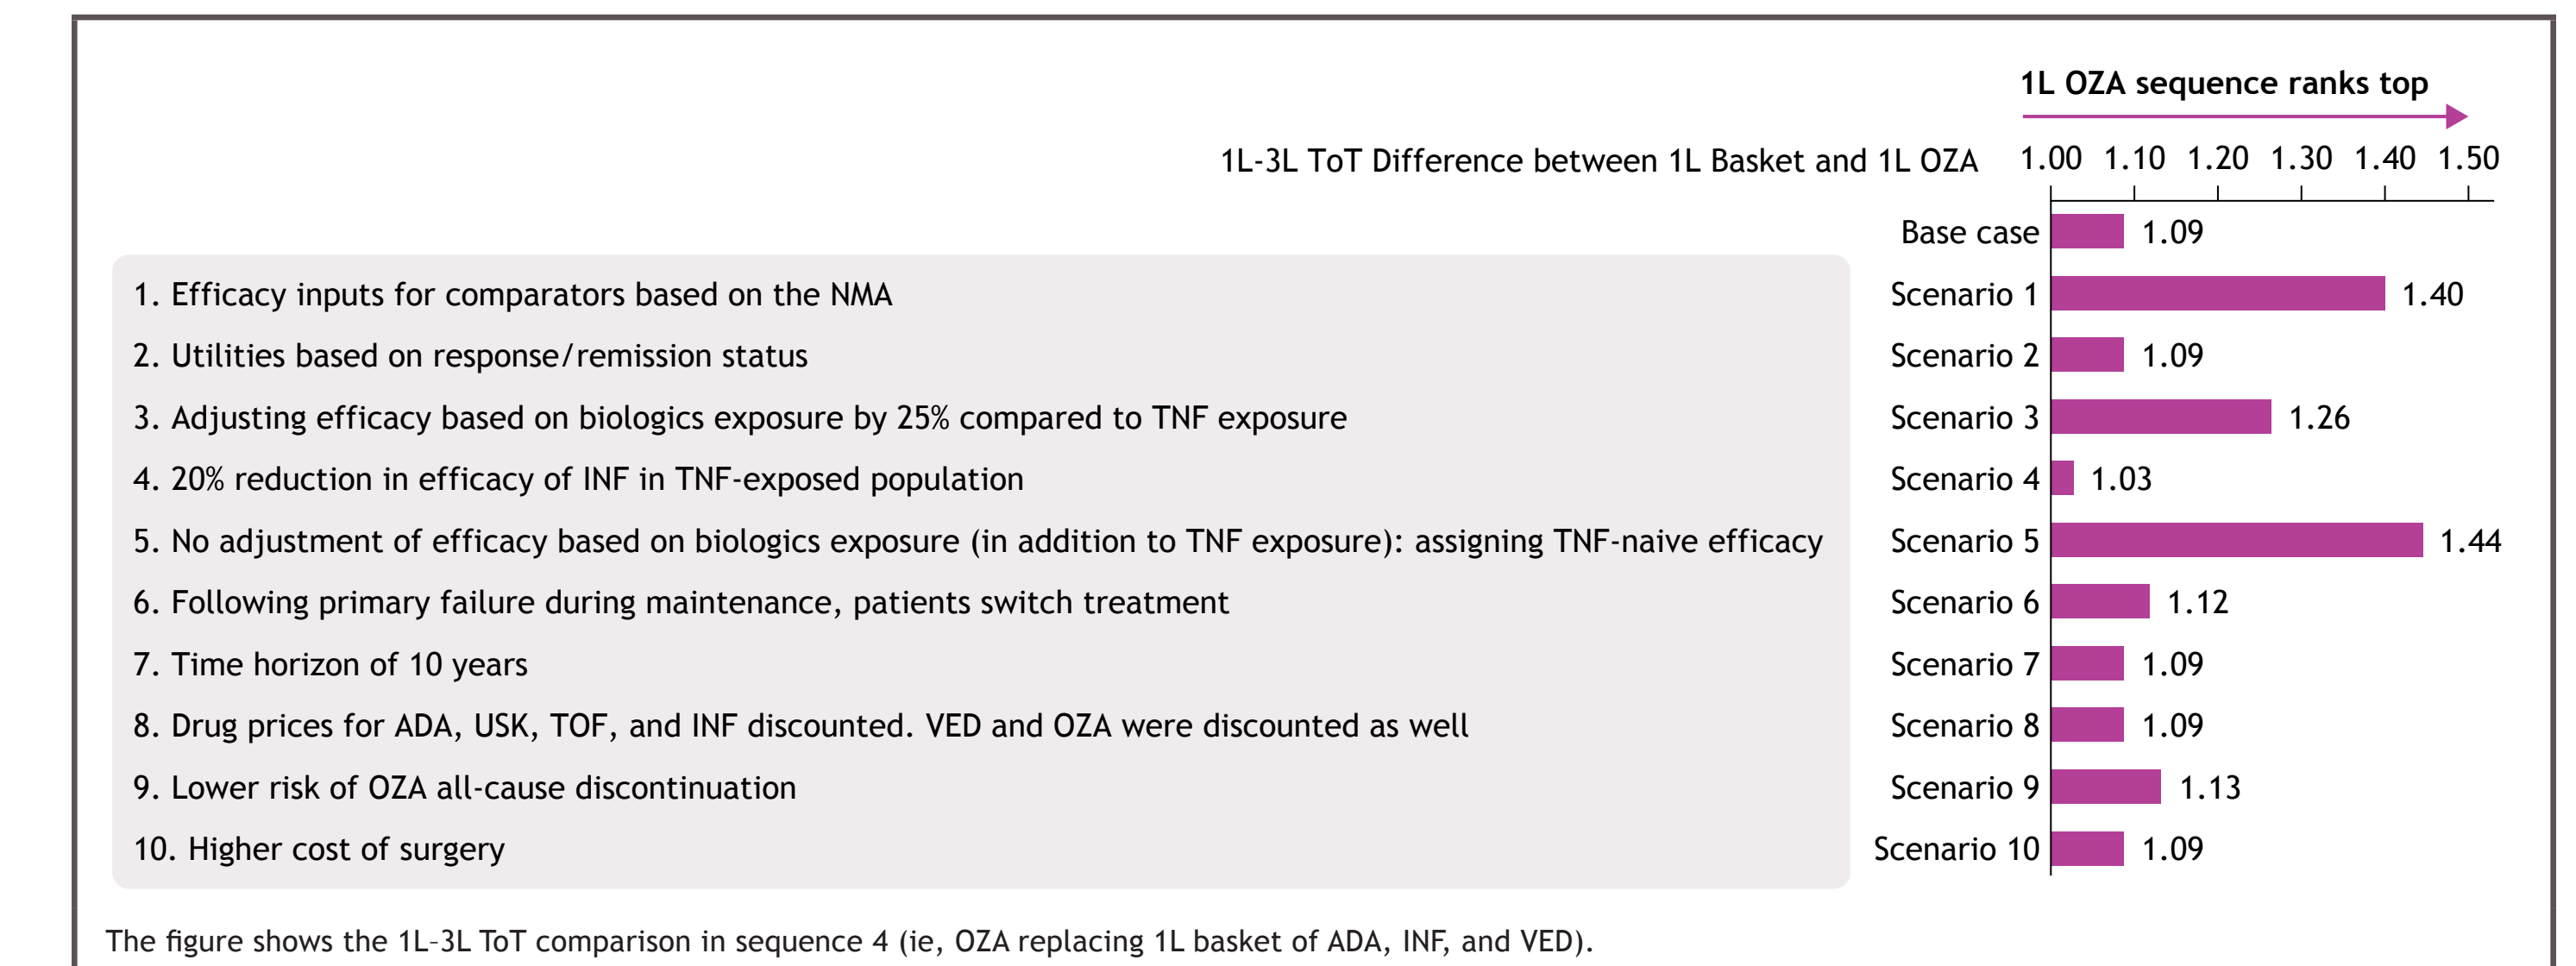 1L OZA sequence ranks top
1L-3L ToT Difference between 1L Basket and 1L OZA 1.00 1.10 1.20 1.30 1.40 1.50
Base case 1.09
1. Efficacy inputs for comparators based on the NMA Scenario 1 1.40
2. Utilities based on response/remission status Scenario 2 1.09
3. Adjusting efficacy based on biologics exposure by 25% compared to TNF exposure Scenario 3 1.26
4. 20% reduction in efficacy of INF in TNF-exposed population Scenario 4 1.03
5. No adjustment of efficacy based on biologics exposure (in addition to TNF exposure): assigning TNF-naive efficacy Scenario 5 1.44
6. Following primary failure during maintenance, patients switch treatment Scenario 6 1.12
7. Time horizon of 10 years Scenario 7 1.09
8. Drug prices for ADA, USK, TOF, and INF discounted. VED and OZA were discounted as well Scenario 8 1.09
9. Lower risk of OZA all-cause discontinuation Scenario 9 1.13
10. Higher cost of surgery Scenario 10 1.09
The figure shows the 1L–3L ToT comparison in sequence 4 (ie, OZA replacing 1L basket of ADA, INF, and VED).